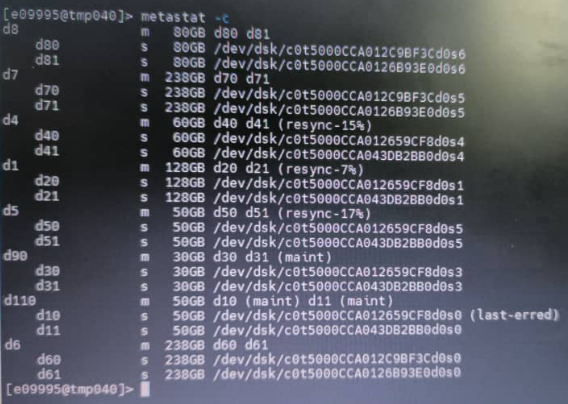 [e09995@tmp040]> metastat -c
d8 m 80GB d80 d81
d80 s 80GB /dev/dsk/c0t5000CCA012C9BF3Cd0s6
d81 s 80GB /dev/dsk/c0t5000CCA0126B93E0d0s6
d7 m 238GB d70 d71
d70 s 238GB /dev/dsk/c0t5000CCA012C9BF3Cd0s5
d71 s 238GB /dev/dsk/c0t5000CCA0126B93E0d0s5
d4 m 60GB d40 d41 (resync-15%)
d40 s 60GB /dev/dsk/c0t5000CCA012659CF8d0s4
d41 s 60GB /dev/dsk/c0t5000CCA043DB2BB0d0s4
d1 m 128GB d20 d21 (resync-7%)
d20 s 128GB /dev/dsk/c0t5000CCA012659CF8d0s1
d21 s 128GB /dev/dsk/c0t5000CCA043DB2BB0d0s1
d5 m 50GB d50 d51 (resync-17%)
d50 s 50GB /dev/dsk/c0t5000CCA012659CF8d0s5
d51 s 50GB /dev/dsk/c0t5000CCA043DB2BB0d0s5
d90 m 30GB d30 d31 (maint)
d30 s 30GB /dev/dsk/c0t5000CCA012659CF8d0s3
d31 s 30GB /dev/dsk/c0t5000CCA043DB2BB0d0s3
d110 m 50GB d10 (maint) d11 (maint)
d10 s 50GB /dev/dsk/c0t5000CCA012659CF8d0s0 (last-erred)
d11 s 50GB /dev/dsk/c0t5000CCA043DB2BB0d0s0
d6 m 238GB d60 d61
d60 s 238GB /dev/dsk/c0t5000CCA012C9BF3Cd0s0
d61 s 238GB /dev/dsk/c0t5000CCA0126B93E0d0s0
[e09995@tmp040]>